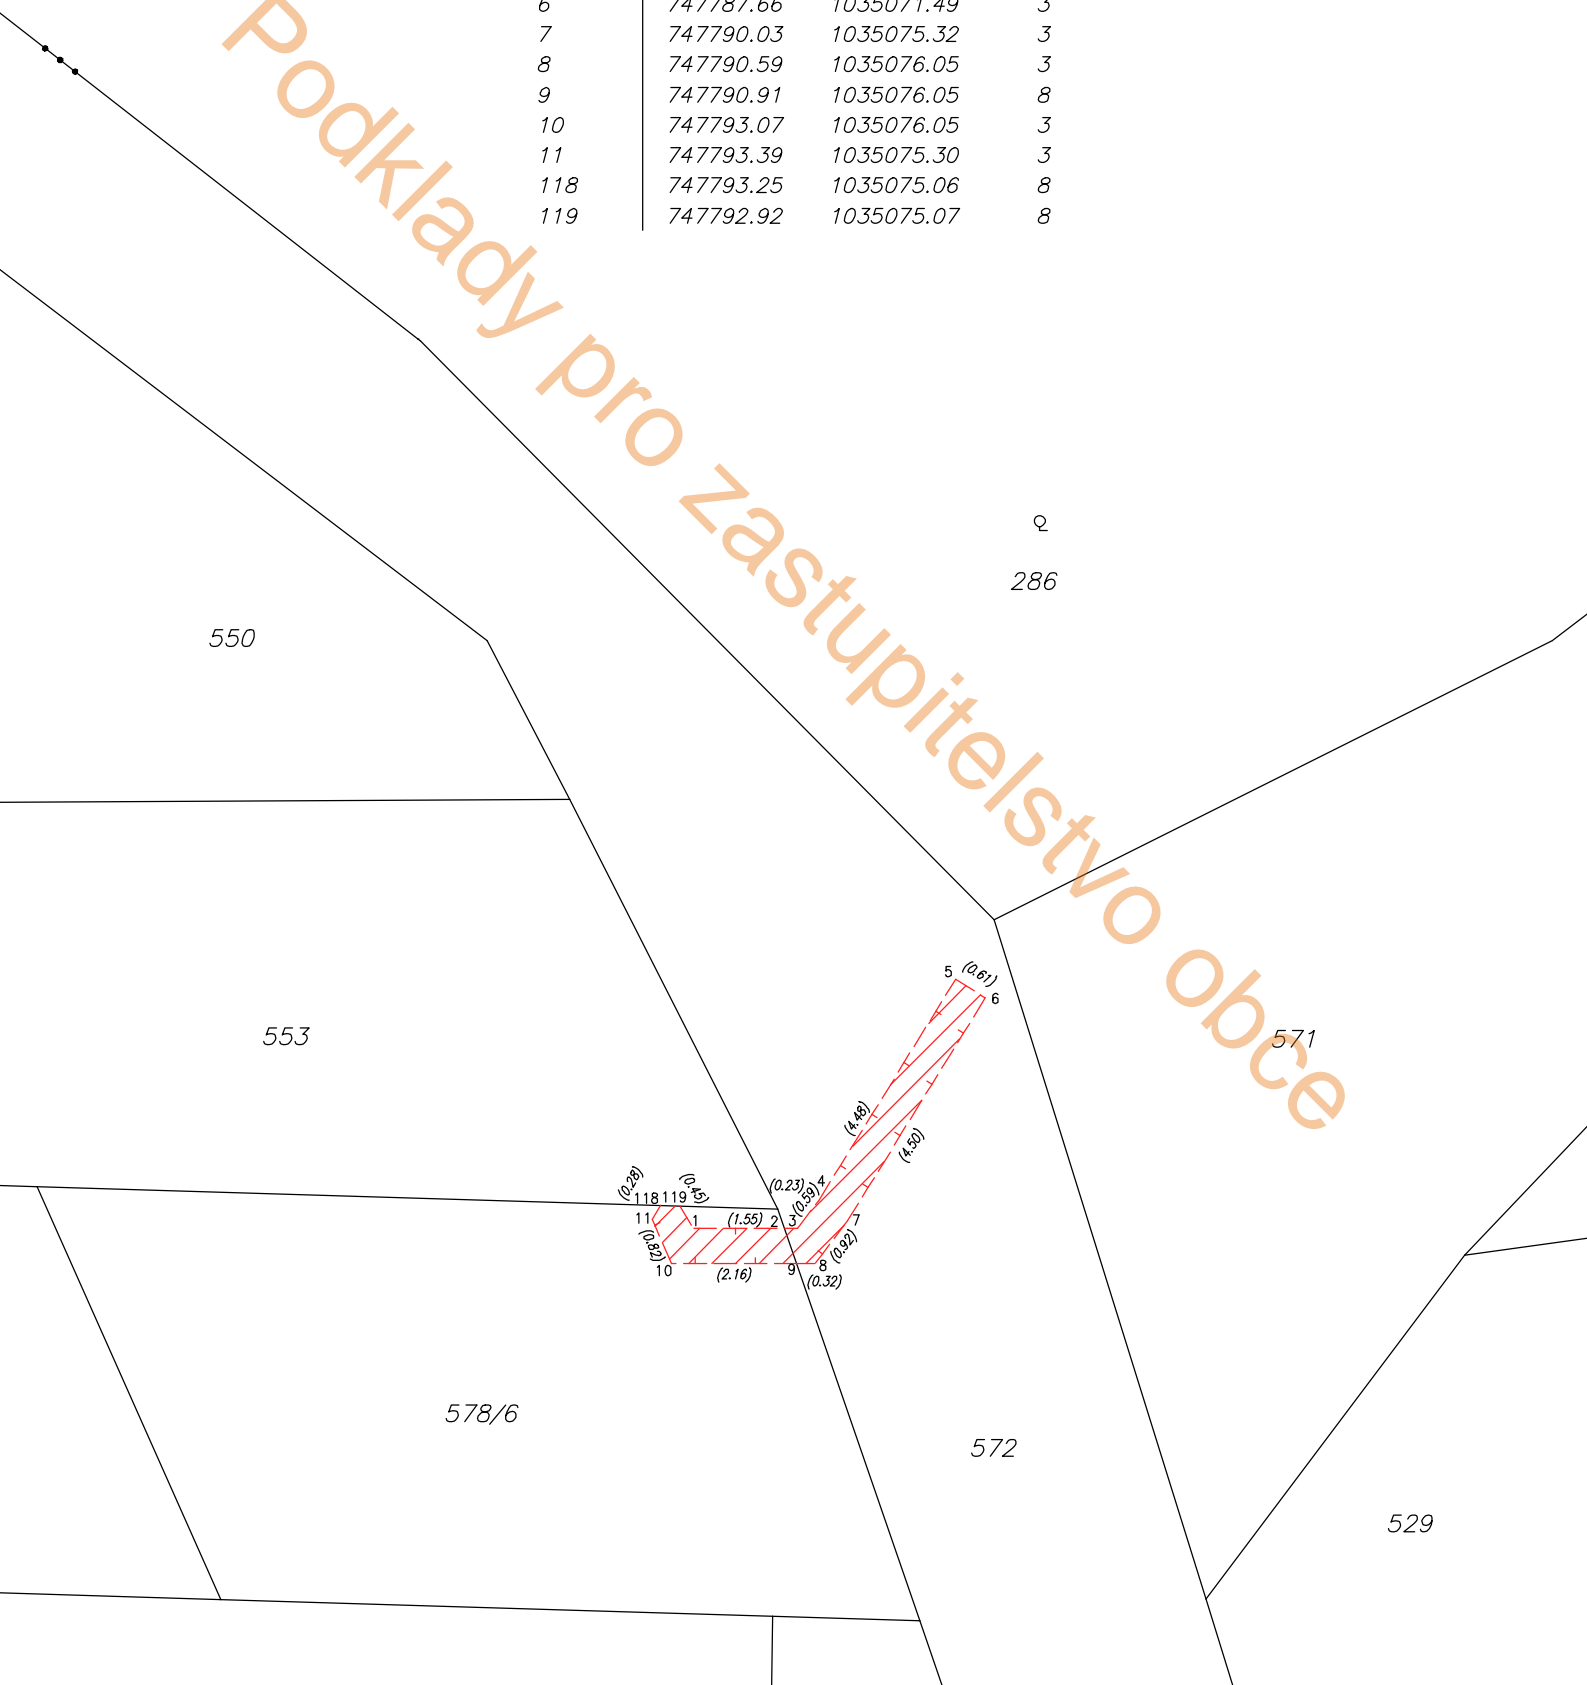 6 747787.66 1035071.49 3
7 747790.03 1035075.32 3
8 747790.59 1035076.05 3
9 747790.91 1035076.05 8
10 747793.07 1035076.05 3
11 747793.39 1035075.30 3
118 747793.25 1035075.06 8
119 747792.92 1035075.07 8
Podklady pro zastupitelstvo obce
286
550
553
571
5 (0.61)
6
(4.48)
(4.50)
(0.28)
118 119 (0.45)
(0.23) 4
(0.59)
11 1 (1.55) 2 3 7
(0.82)
(0.92)
10 (2.16) 9 8
(0.32)
578/6
572
529